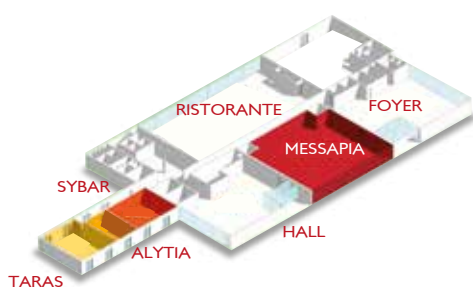 RISTORANTE
FOYER
MESSAPIA
SYBAR
HALL
ALYTIA
TARAS